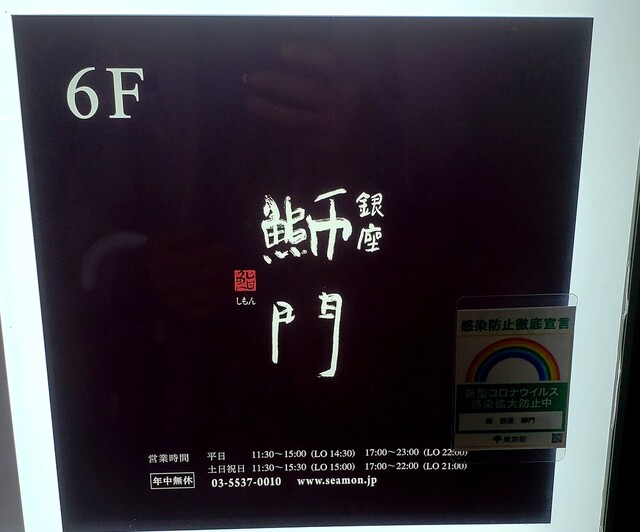 6F
銀座
鰤門
鮨
しもん
感染防止徹底宣言
新型コロナウイルス
感染拡大防止中
鮨 銀座 鰤門
東京都
営業時間 平日 11:30～15:00 (LO 14:30) 17:00～23:00 (LO 22:00)
土日祝日 11:30～15:30 (LO 15:00) 17:00～22:00 (LO 21:00)
年中無休 03-5537-0010 www.seamon.jp